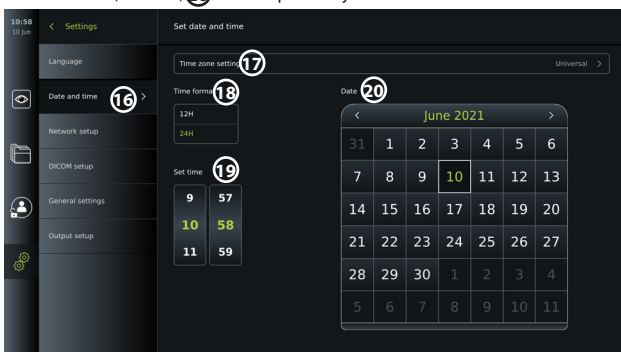 10:58
10 Jun
Settings
Set date and time
Language
Date and time 16
Network setup
DICOM setup
General settings
Output setup
Time zone setting 17 Universal
Time forma 18
12H
24H
Set time 19
9 57
10 58
11 59
Date 20
June 2021
31 1 2 3 4 5 6
7 8 9 10 11 12 13
14 15 16 17 18 19 20
21 22 23 24 25 26 27
28 29 30 1 2 3 4
5 6 7 8 9 10 11